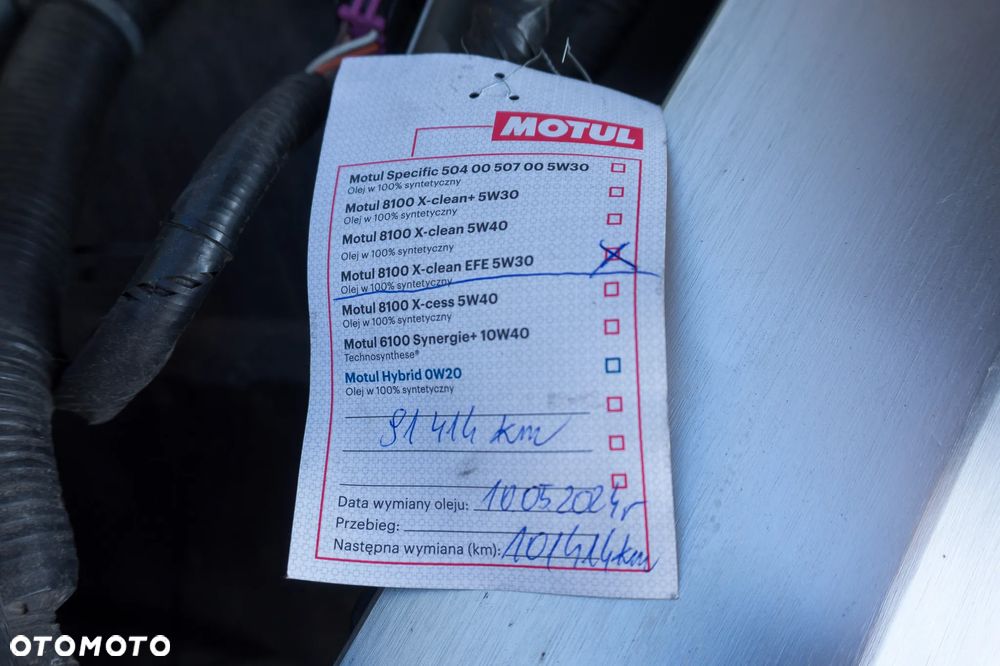 MOTUL
Motul Specific 504 00 507 00 5W30
Olej w 100% syntetyczny
Motul 8100 X-clean+ 5W30
Olej w 100% syntetyczny
Motul 8100 X-clean 5W40
Olej w 100% syntetyczny
Motul 8100 X-clean EFE 5W30
Olej w 100% syntetyczny
Motul 8100 X-cess 5W40
Olej w 100% syntetyczny
Motul 6100 Synergie+ 10W40
Technosynthese®
Motul Hybrid 0W20
Olej w 100% syntetyczny
91414 km
Data wymiany oleju: 10.05.2024r
Przebieg:
Następna wymiana (km): 101414km
OTOMOTO